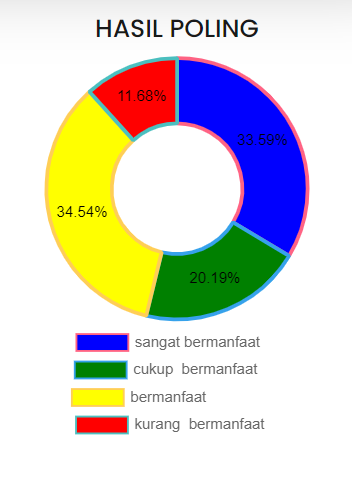 HASIL POLING
11.68%
33.59%
34.54%
20.19%
sangat bermanfaat
cukup  bermanfaat
bermanfaat
kurang  bermanfaat